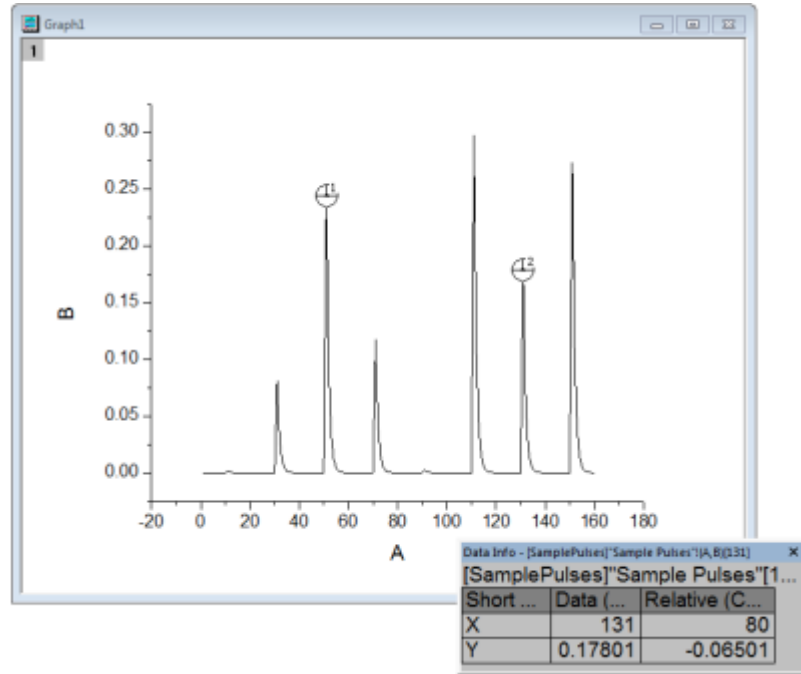 Graph1
1
0.30
0.25
0.20
0.15
0.10
0.05
0.00
B
1
2
-20 0 20 40 60 80 100 120 140 160 180
A
Data Info - [SamplePulses]"Sample Pulses"!(A,B)[131] ×
[SamplePulses]"Sample Pulses"[1...
Short ... Data (... Relative (C...
X 131 80
Y 0.17801 -0.06501